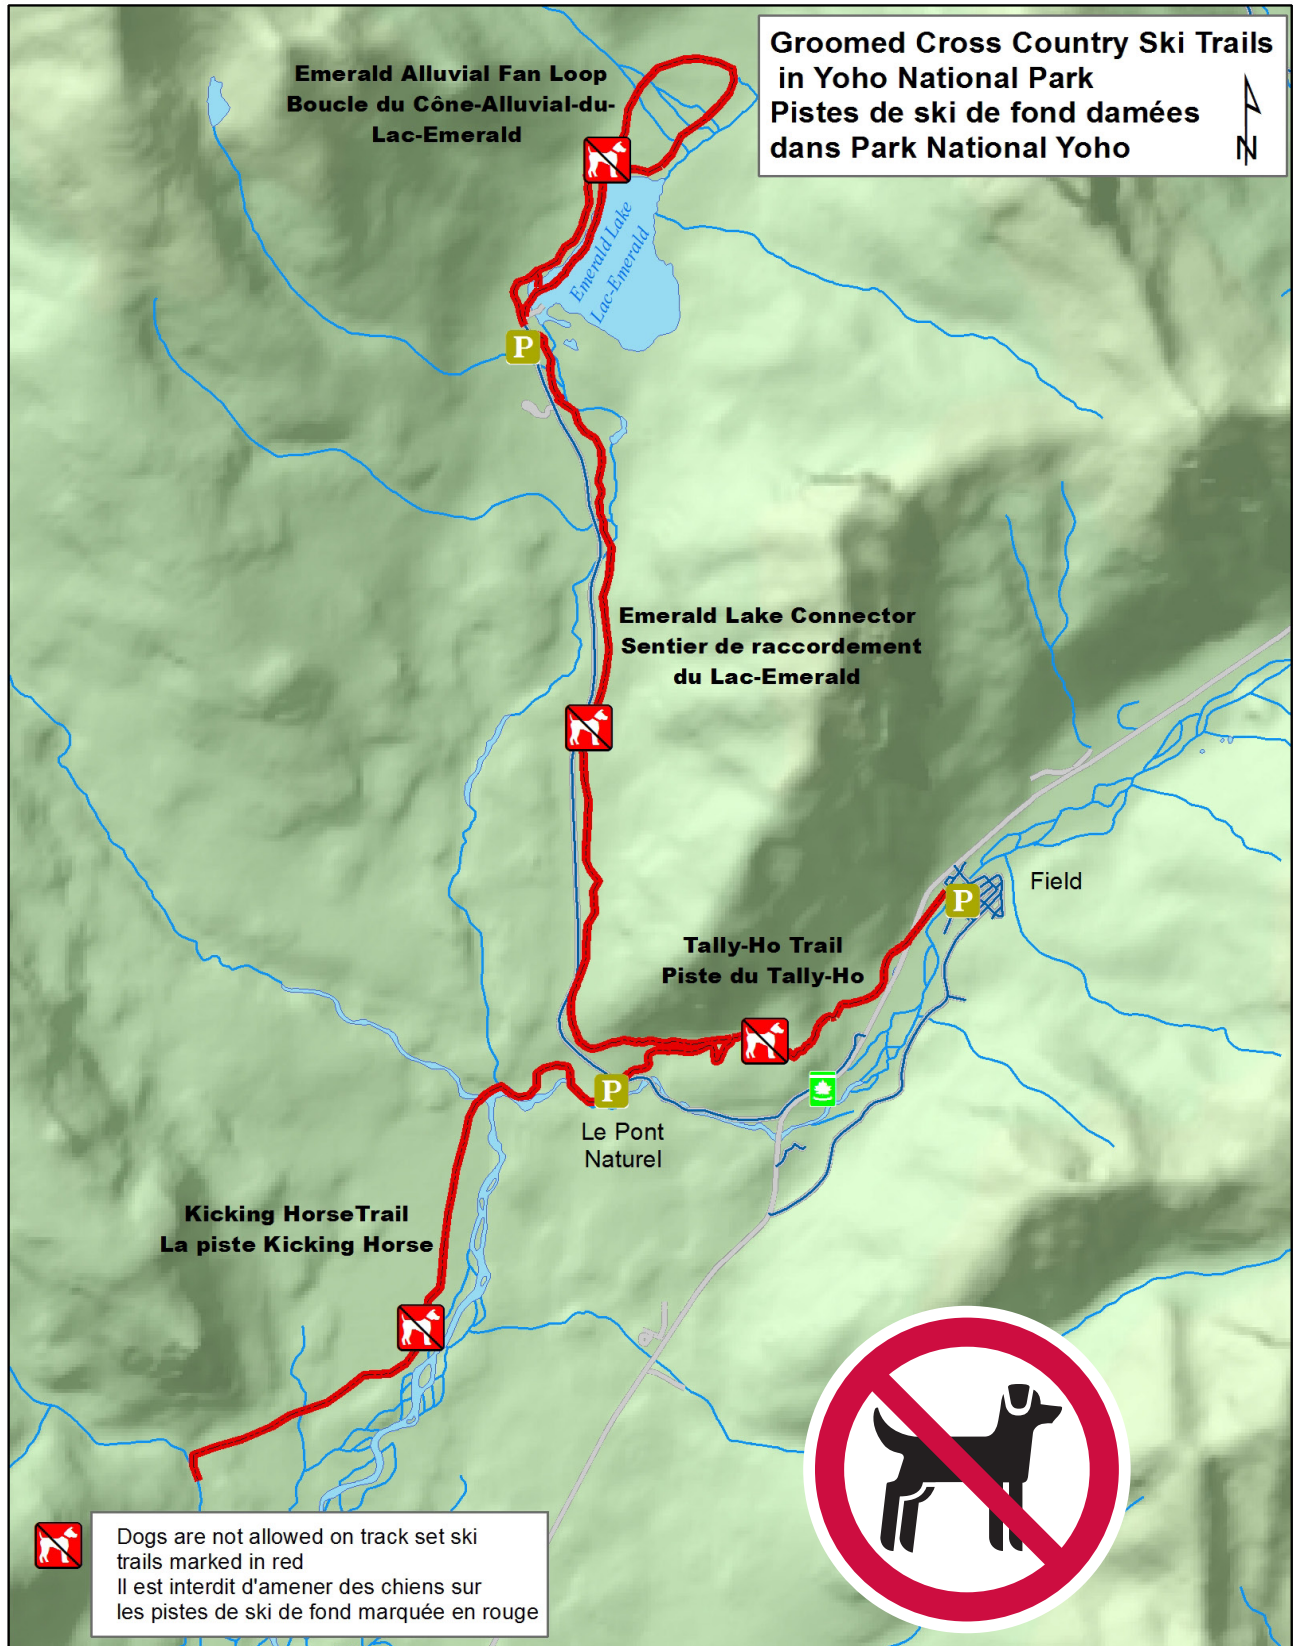 Groomed Cross Country Ski Trails
in Yoho National Park
Pistes de ski de fond damées
dans Park National Yoho
N
Emerald Alluvial Fan Loop
Boucle du Cône-Alluvial-du-
Lac-Emerald
Emerald Lake
Lac-Emerald
P
Emerald Lake Connector
Sentier de raccordement
du Lac-Emerald
Field
P
Tally-Ho Trail
Piste du Tally-Ho
P
Le Pont
Naturel
Kicking HorseTrail
La piste Kicking Horse
Dogs are not allowed on track set ski
trails marked in red
Il est interdit d'amener des chiens sur
les pistes de ski de fond marquée en rouge